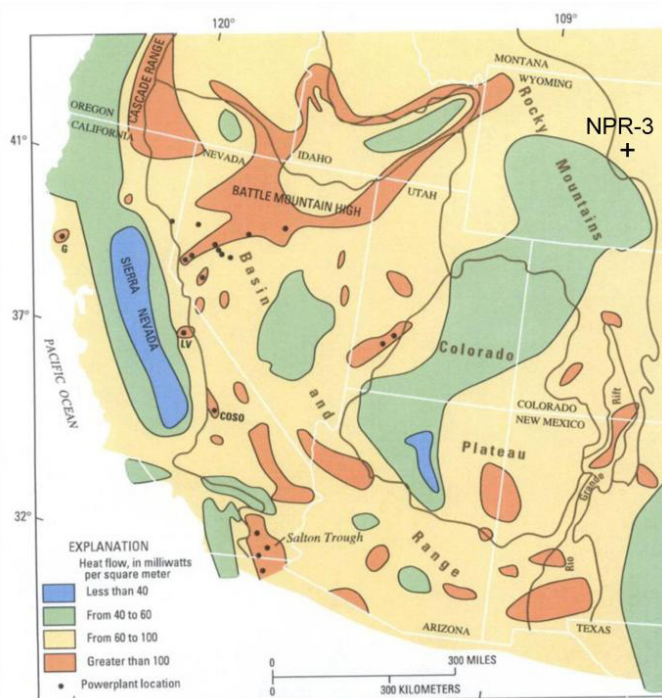 120°
109°
MONTANA
WYOMING
CASCADE RANGE
OREGON
CALIFORNIA
41°
NEVADA
IDAHO
UTAH
BATTLE MOUNTAIN HIGH
Rocky
Mountains
NPR-3
+
G
SIERRA
NEVADA
Basin
and
Range
37°
LV
COSO
PACIFIC OCEAN
Colorado
Plateau
COLORADO
NEW MEXICO
Rio
Grande
Rift
32°
Salton Trough
ARIZONA
TEXAS
EXPLANATION
Heat flow, in milliwatts
per square meter
Less than 40
From 40 to 60
From 60 to 100
Greater than 100
Powerplant location
0 300 MILES
0 300 KILOMETERS